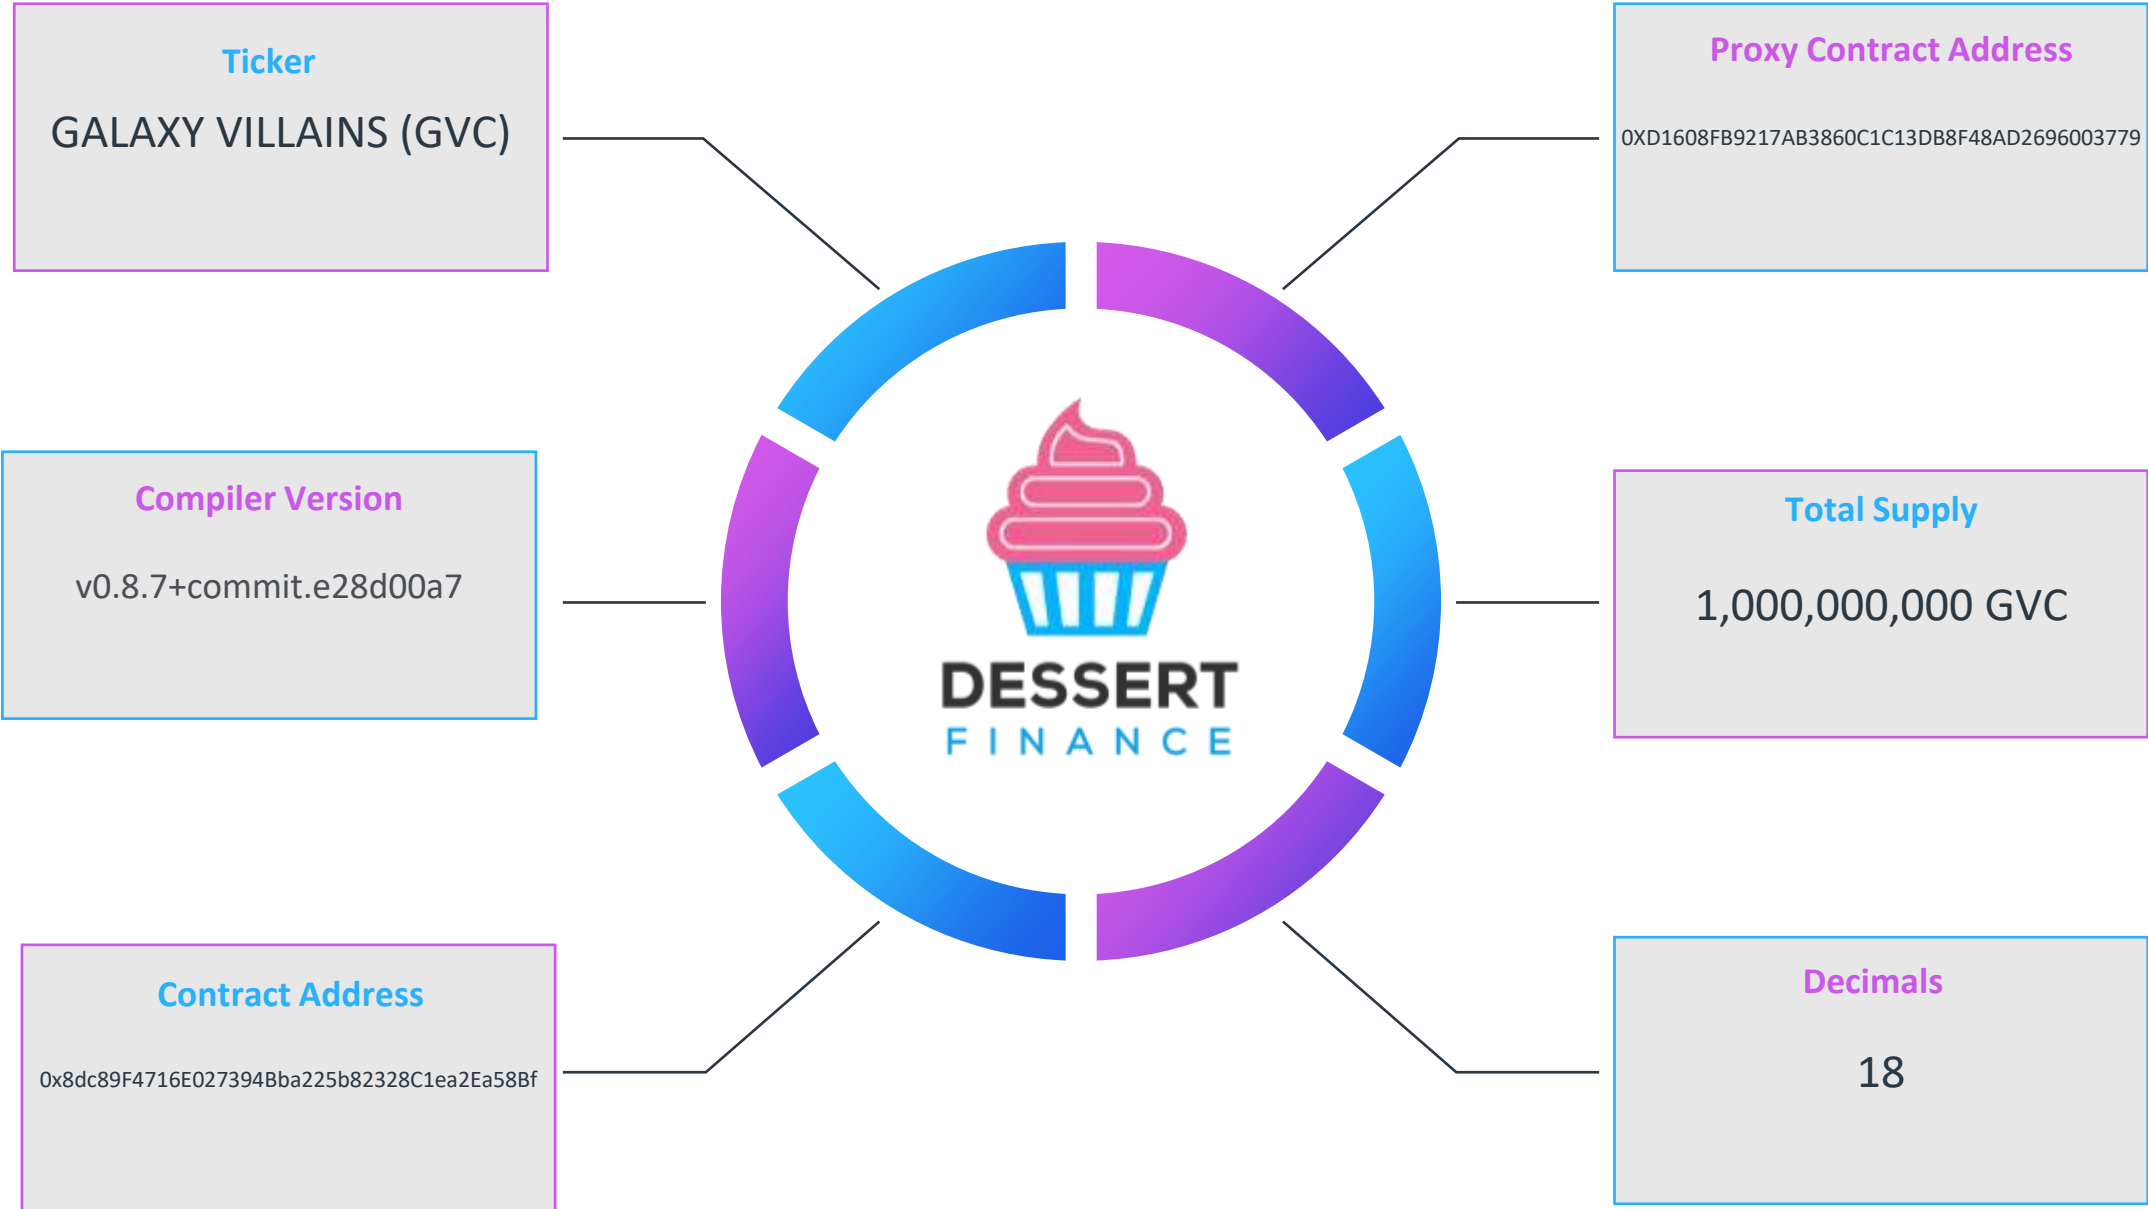 Ticker
GALAXY VILLAINS (GVC)
Proxy Contract Address
0XD1608FB9217AB3860C1C13DB8F48AD2696003779
Compiler Version
v0.8.7+commit.e28d00a7
DESSERT
FINANCE
Total Supply
1,000,000,000 GVC
Contract Address
0x8dc89F4716E027394Bba225b82328C1ea2Ea58Bf
Decimals
18